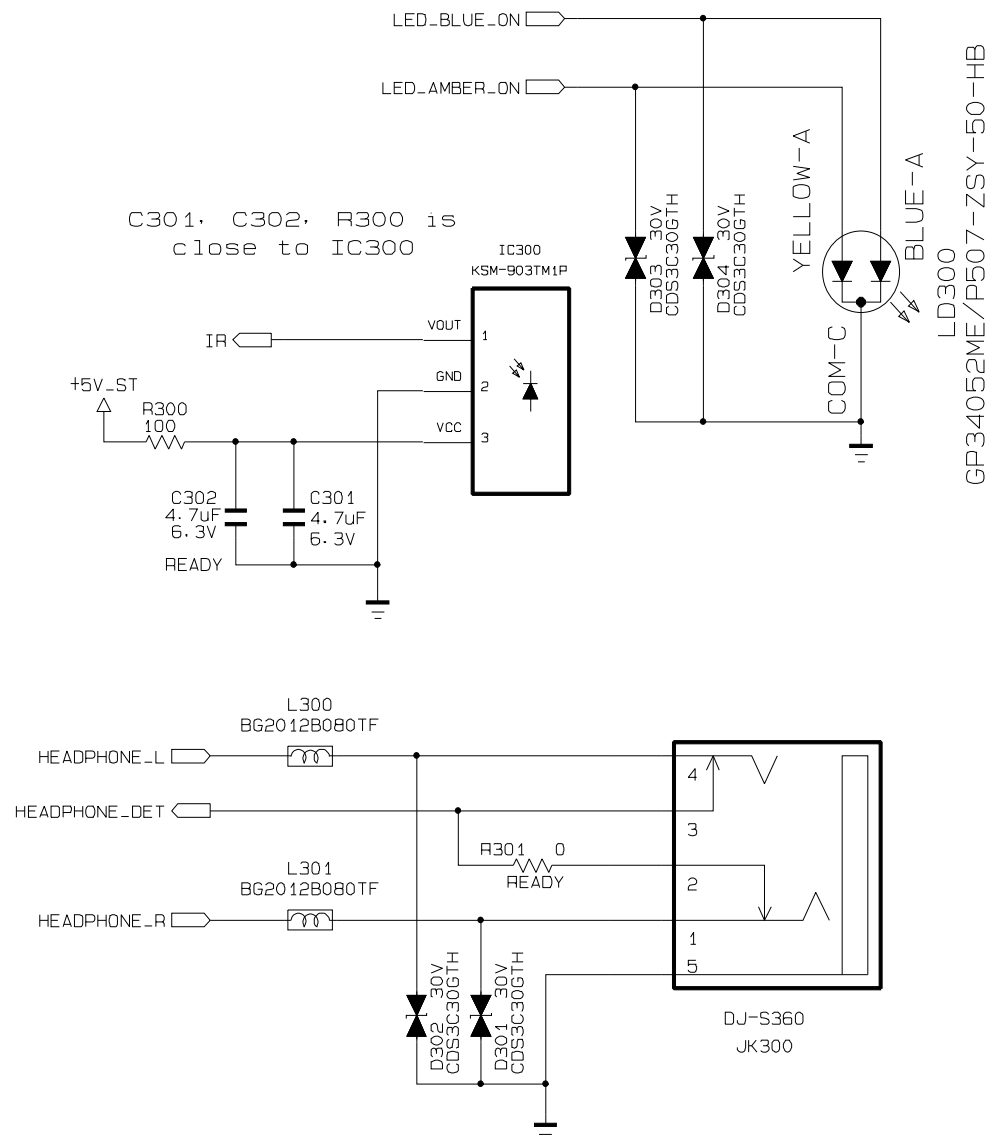 LED_BLUE_ON
LED_AMBER_ON
YELLOW-A
BLUE-A
COM-C
LD300
GP34052ME/P507-ZSY-50-HB
D303 30V
CDS3C30GTH
D304 30V
CDS3C30GTH
C301, C302, R300 is
close to IC300
IC300
KSM-903TM1P
IR
VOUT
1
GND
2
VCC
3
+5V_ST
R300
100
C302
4.7uF
6.3V
READY
C301
4.7uF
6.3V
L300
BG2012B080TF
HEADPHONE_L
4
HEADPHONE_DET
3
R301 0
READY
2
L301
BG2012B080TF
HEADPHONE_R
1
5
D302 30V
CDS3C30GTH
D301 30V
CDS3C30GTH
DJ-S360
JK300